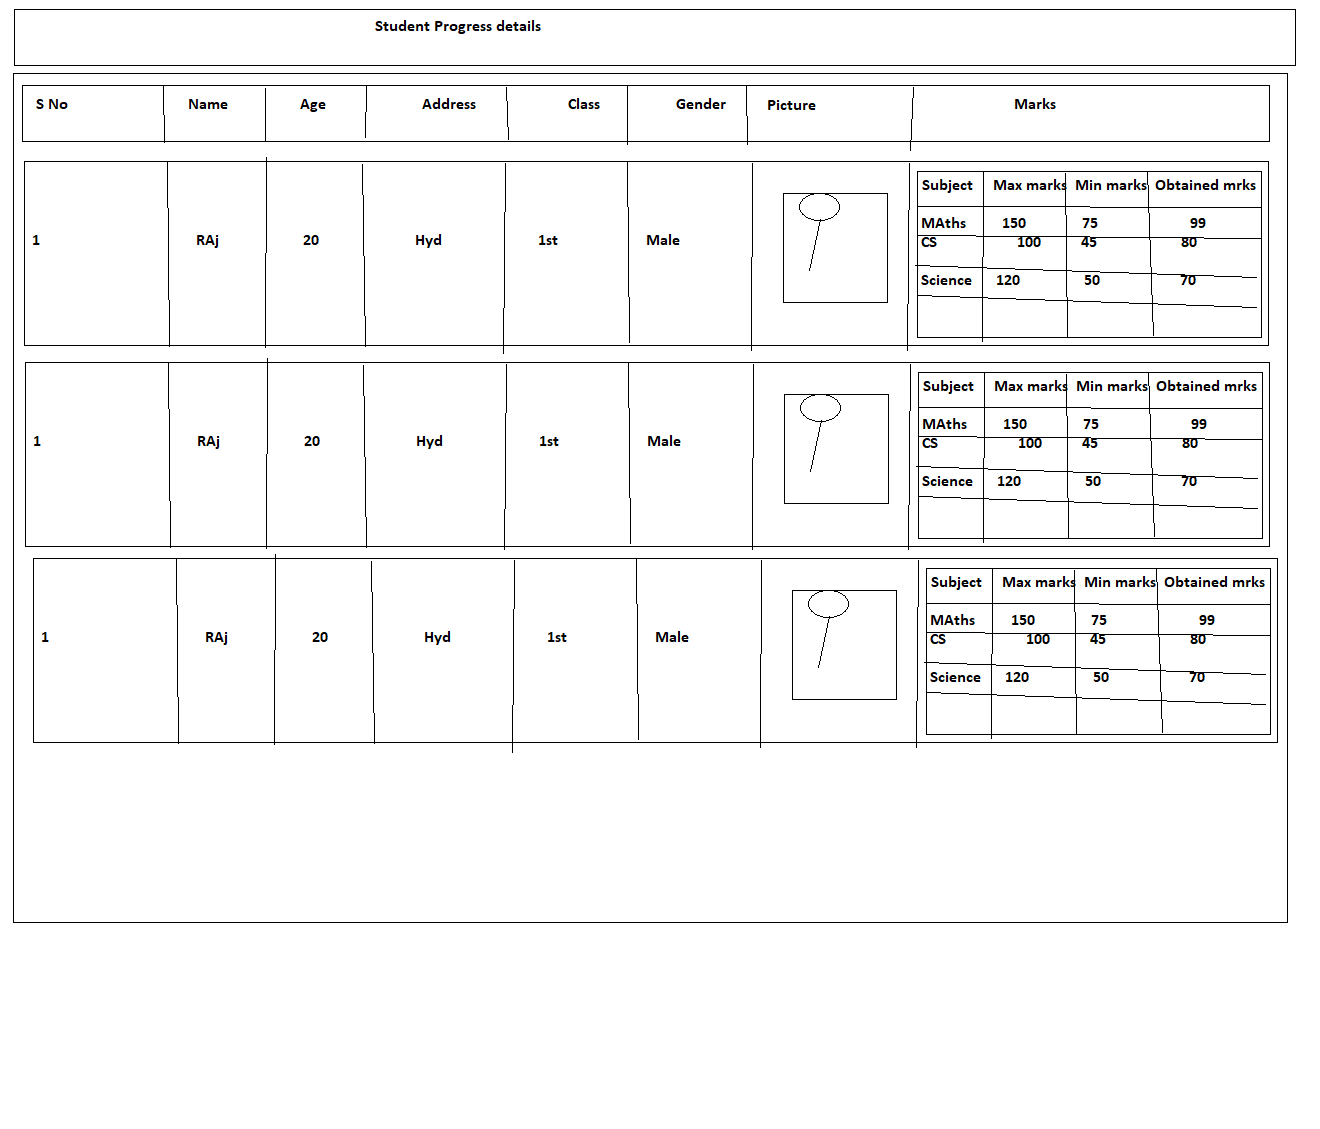 Student Progress details
S No Name Age Address Class Gender Picture Marks
Subject Max marks Min marks Obtained mrks
MAths 150 75 99
1 RAj 20 Hyd 1st Male CS 100 45 80
Science 120 50 70
Subject Max marks Min marks Obtained mrks
MAths 150 75 99
1 RAj 20 Hyd 1st Male CS 100 45 80
Science 120 50 70
Subject Max marks Min marks Obtained mrks
MAths 150 75 99
1 RAj 20 Hyd 1st Male CS 100 45 80
Science 120 50 70